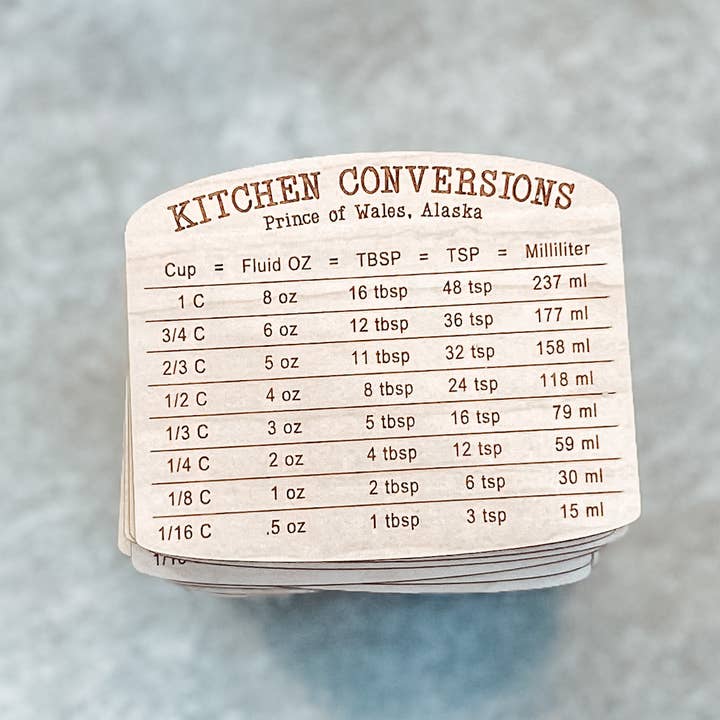 KITCHEN CONVERSIONS
Prince of Wales, Alaska
Cup = Fluid OZ = TBSP = TSP = Milliliter
1 C 8 oz 16 tbsp 48 tsp 237 ml
3/4 C 6 oz 12 tbsp 36 tsp 177 ml
2/3 C 5 oz 11 tbsp 32 tsp 158 ml
1/2 C 4 oz 8 tbsp 24 tsp 118 ml
1/3 C 3 oz 5 tbsp 16 tsp 79 ml
1/4 C 2 oz 4 tbsp 12 tsp 59 ml
1/8 C 1 oz 2 tbsp 6 tsp 30 ml
1/16 C .5 oz 1 tbsp 3 tsp 15 ml